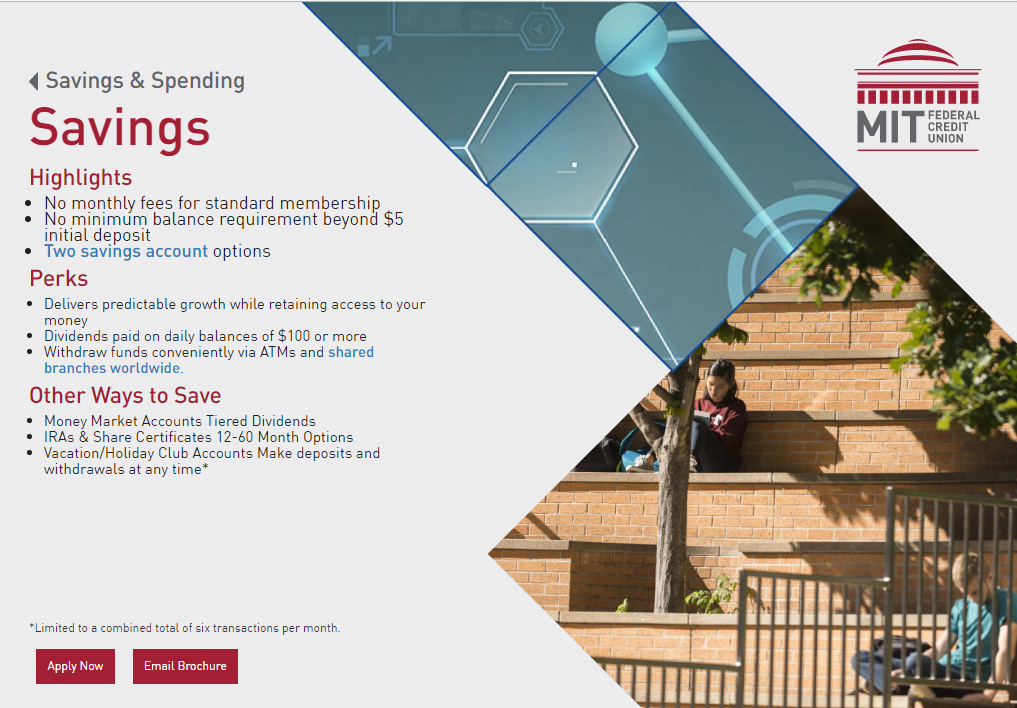 Savings & Spending
Savings
Highlights
No monthly fees for standard membership
No minimum balance requirement beyond $5
initial deposit
Two savings account options
Perks
Delivers predictable growth while retaining access to your
money
Dividends paid on daily balances of $100 or more
Withdraw funds conveniently via ATMs and shared
branches worldwide.
Other Ways to Save
Money Market Accounts Tiered Dividends
IRAs & Share Certificates 12-60 Month Options
Vacation/Holiday Club Accounts Make deposits and
withdrawals at any time*
*Limited to a combined total of six transactions per month.
Apply Now
Email Brochure
MIT FEDERAL
CREDIT
UNION